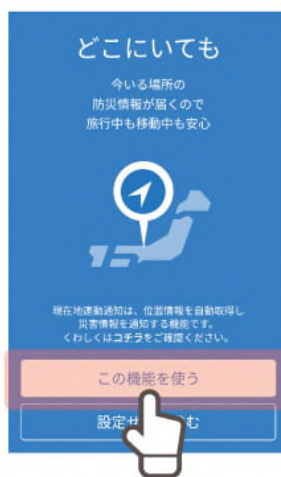 どこにいても
今いる場所の
防災情報が届くので
旅行中も移動中も安心
現在地連動通知は、位置情報を自動取得し
災害情報を通知する機能です。
くわしくはコチラをご確認ください。
この機能を使う
設定せ む